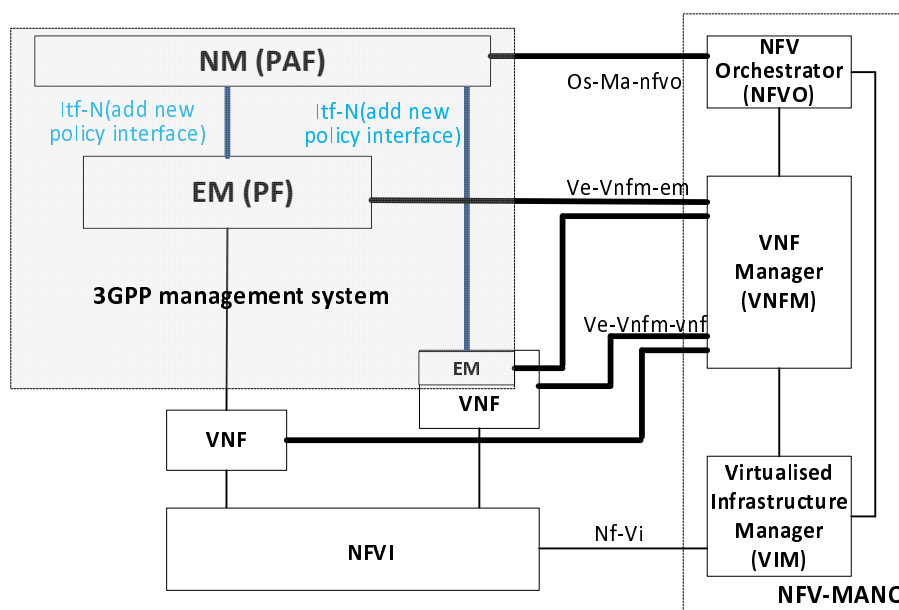 NM (PAF)
NFV
Orchestrator
(NFVO)
Os-Ma-nfvo
Itf-N(add new
policy interface)
Itf-N(add new
policy interface)
EM (PF)
Ve-Vnfm-em
VNF
Manager
(VNFM)
3GPP management system
Ve-Vnfm-vnf
EM
VNF
VNF
Virtualised
Infrastructure
Manager
(VIM)
NFVI
Nf-Vi
NFV-MANO